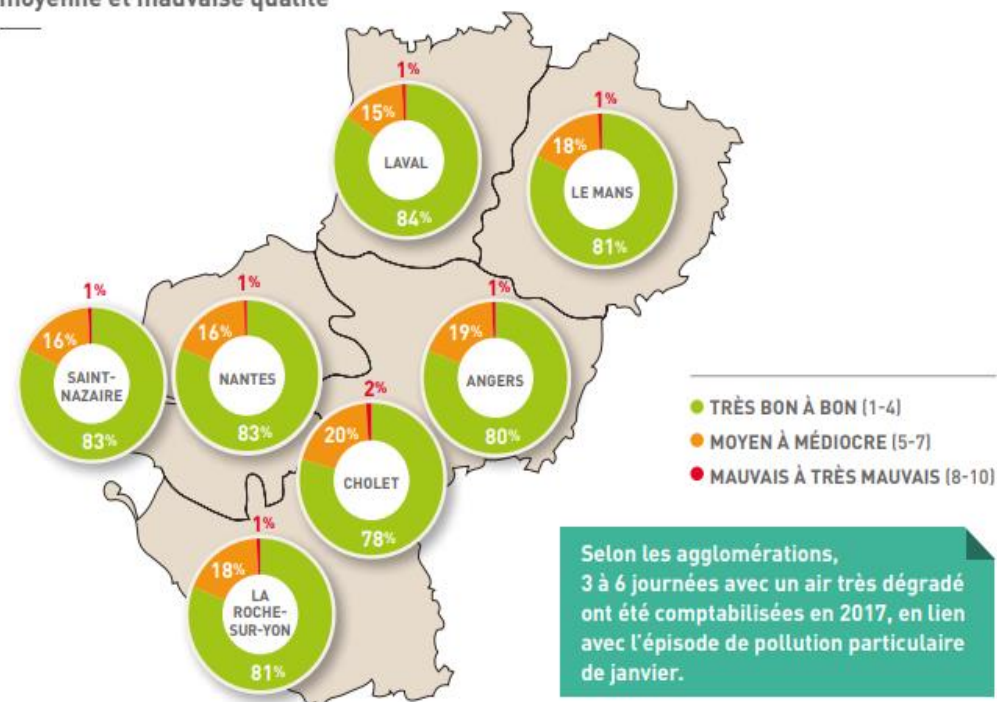 moyenne et mauvaise qualité
1%
15%
LAVAL
84%
1%
18%
LE MANS
81%
1%
16%
SAINT-
NAZAIRE
83%
1%
16%
NANTES
83%
1%
19%
ANGERS
80%
2%
20%
CHOLET
78%
1%
18%
LA
ROCHE-
SUR-YON
81%
TRÈS BON À BON (1-4)
MOYEN À MÉDIOCRE (5-7)
MAUVAIS À TRÈS MAUVAIS (8-10)
Selon les agglomérations,
3 à 6 journées avec un air très dégradé
ont été comptabilisées en 2017, en lien
avec l'épisode de pollution particulaire
de janvier.